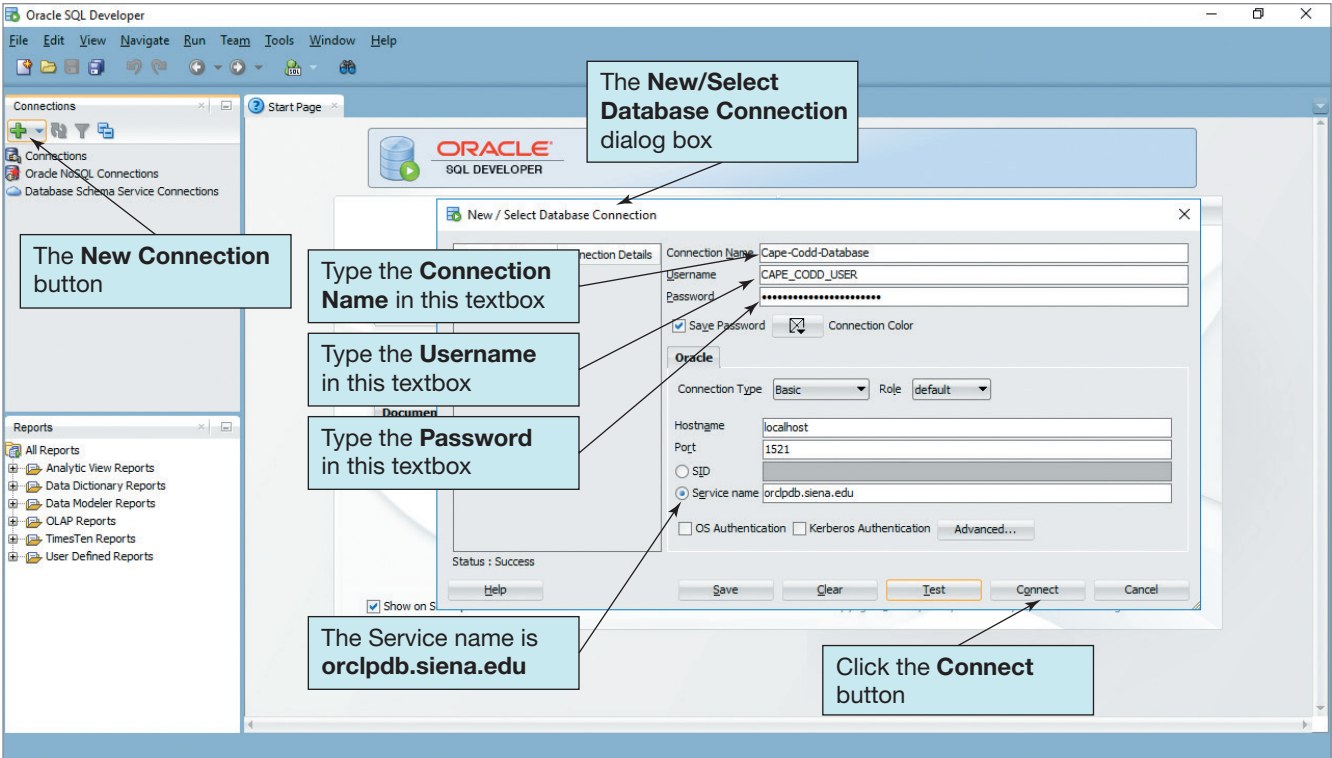 Oracle SQL Developer
File Edit View Navigate Run Team Tools Window Help
SQL
Connections
Start Page
Connections
Oracle NoSQL Connections
Database Schema Service Connections
ORACLE
SQL DEVELOPER
The New/Select
Database Connection
dialog box
The New Connection
button
New / Select Database Connection
nection Details
Connection Name Cape-Codd-Database
Username CAPE_CODD_USER
Password ••••••••••••••••••••••
Save Password Connection Color
Oracle
Connection Type Basic Role default
Hostname localhost
Port 1521
SID
Service name orclpdb.siena.edu
OS Authentication Kerberos Authentication Advanced...
Status : Success
Help Save Clear Test Connect Cancel
Type the Connection
Name in this textbox
Type the Username
in this textbox
Documen
Type the Password
in this textbox
Reports
All Reports
Analytic View Reports
Data Dictionary Reports
Data Modeler Reports
OLAP Reports
TimesTen Reports
User Defined Reports
Show on S
The Service name is
orclpdb.siena.edu
Click the Connect
button